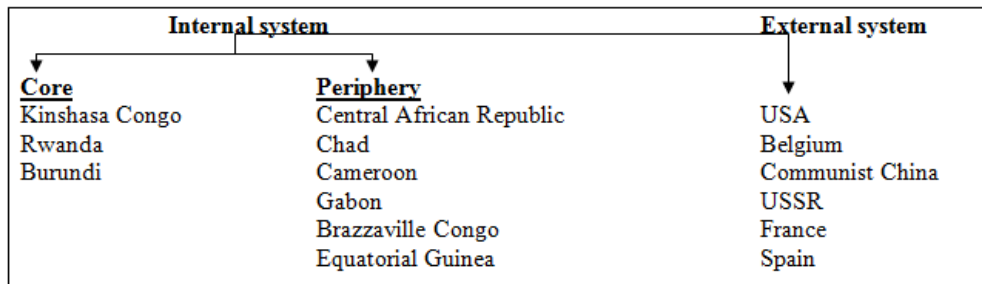 Internal system External system
Core Periphery
Kinshasa Congo Central African Republic USA
Rwanda Chad Belgium
Burundi Cameroon Communist China
Gabon USSR
Brazzaville Congo France
Equatorial Guinea Spain